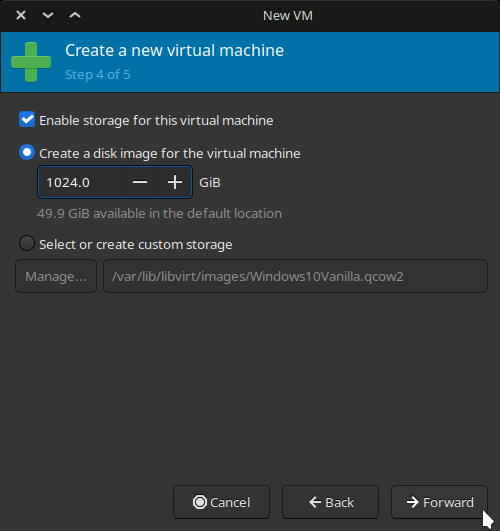 New VM
Create a new virtual machine
Step 4 of 5
Enable storage for this virtual machine
Create a disk image for the virtual machine
1024.0 GiB
49.9 GiB available in the default location
Select or create custom storage
Manage... /var/lib/libvirt/images/Windows10Vanilla.qcow2
Cancel Back Forward